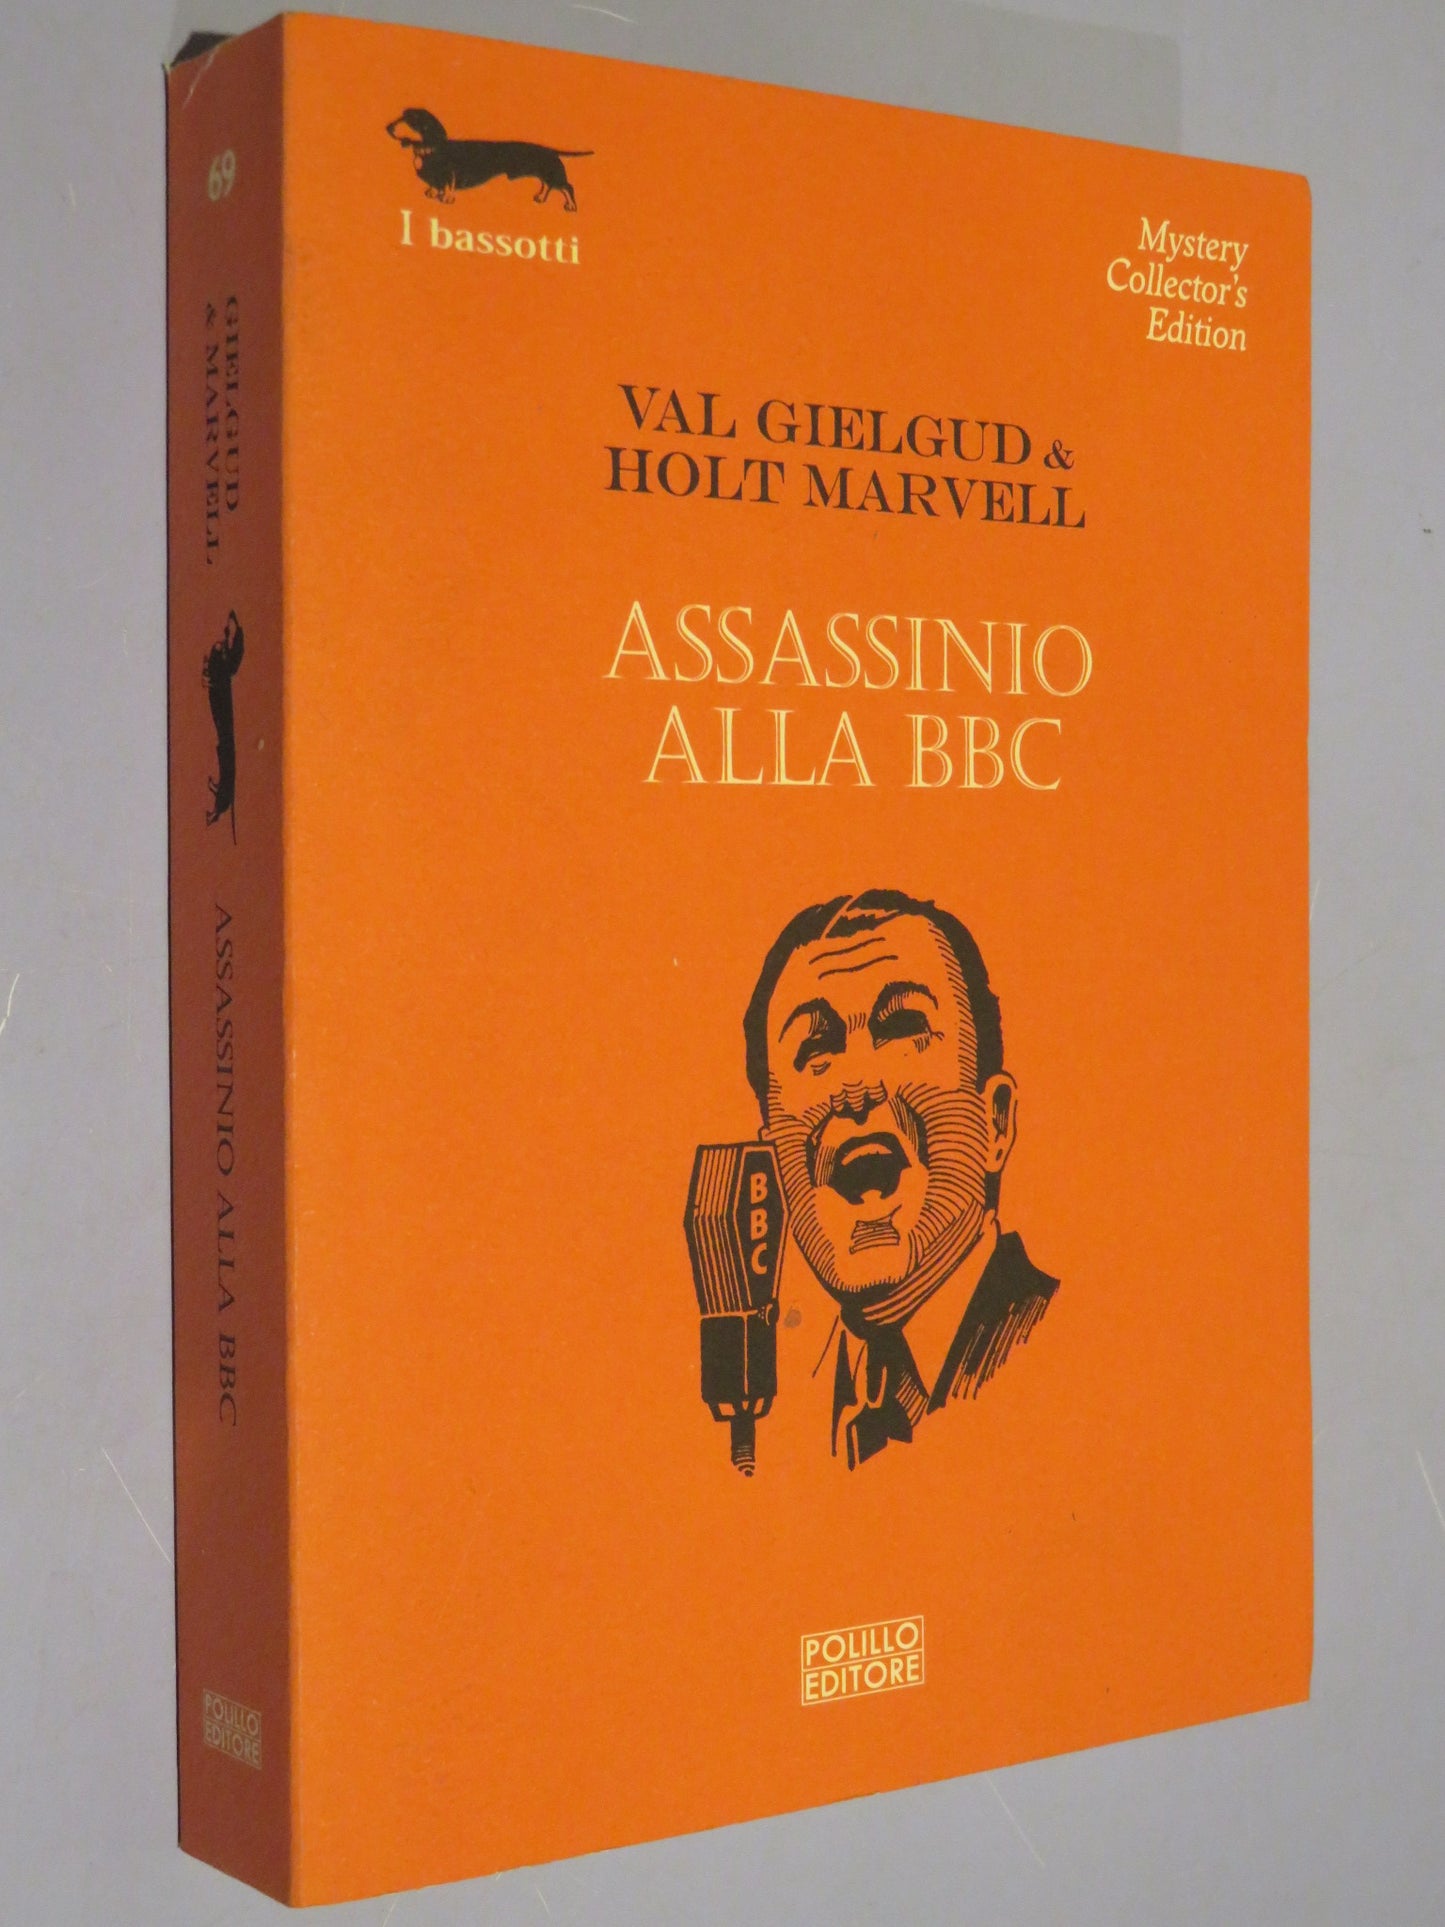 69
GIELGUD
& MARVELL
ASSASSINIO ALLA BBC
POLILLO
EDITORE
I bassotti
Mystery
Collector's
Edition
VAL GIELGUD &
HOLT MARVELL
ASSASSINIO
ALLA BBC
BBC
POLILLO
EDITORE